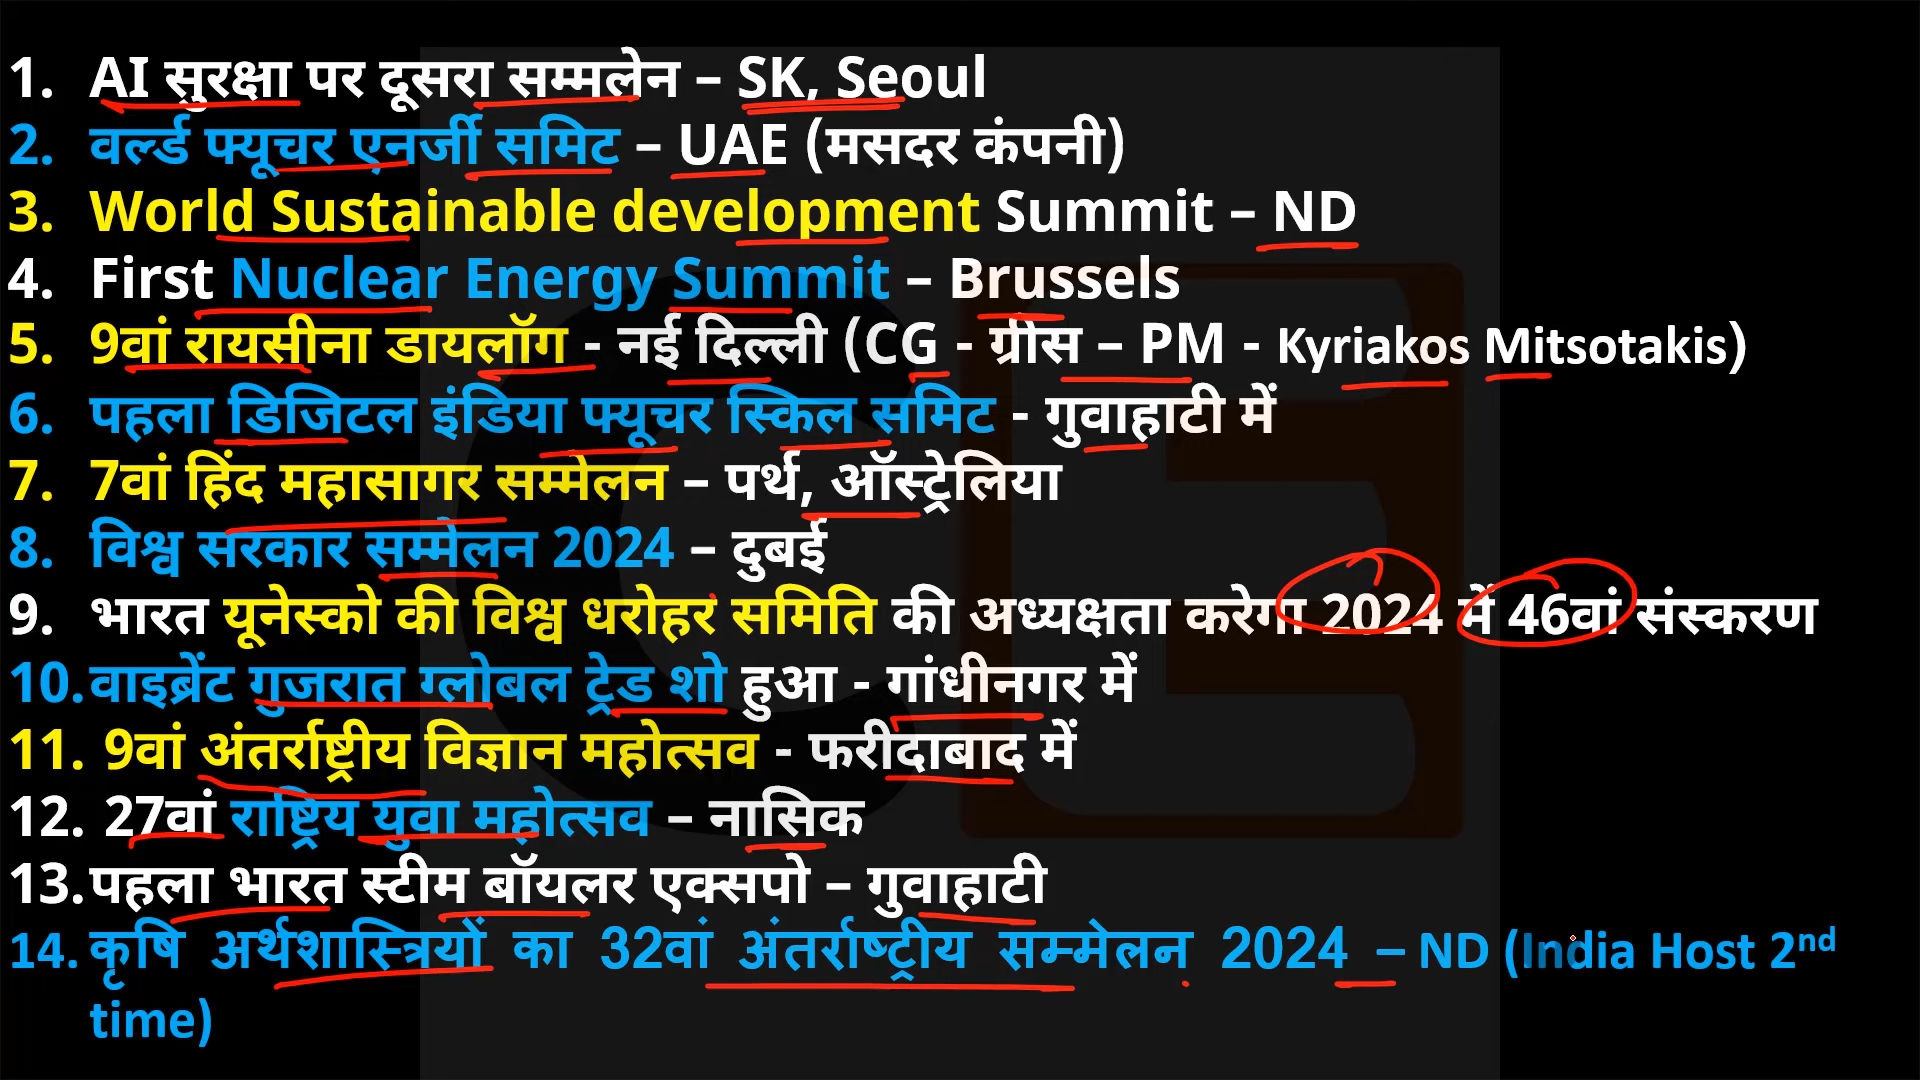 1. AI सुरक्षा पर दूसरा सम्मलेन – SK, Seoul
2. वर्ल्ड फ्यूचर एनर्जी समिट – UAE (मसदर कंपनी)
3. World Sustainable development Summit – ND
4. First Nuclear Energy Summit – Brussels
5. 9वां रायसीना डायलॉग - नई दिल्ली (CG - ग्रीस – PM - Kyriakos Mitsotakis)
6. पहला डिजिटल इंडिया फ्यूचर स्किल समिट - गुवाहाटी में
7. 7वां हिंद महासागर सम्मेलन – पर्थ, ऑस्ट्रेलिया
8. विश्व सरकार सम्मेलन 2024 – दुबई
9. भारत यूनेस्को की विश्व धरोहर समिति की अध्यक्षता करेगा 2024 में 46वां संस्करण
10. वाइब्रेंट गुजरात ग्लोबल ट्रेड शो हुआ - गांधीनगर में
11. 9वां अंतर्राष्ट्रीय विज्ञान महोत्सव - फरीदाबाद में
12. 27वां राष्ट्रिय युवा महोत्सव – नासिक
13. पहला भारत स्टीम बॉयलर एक्सपो – गुवाहाटी
14. कृषि अर्थशास्त्रियों का 32वां अंतर्राष्ट्रीय सम्मेलन 2024 – ND (India Host 2nd
time)